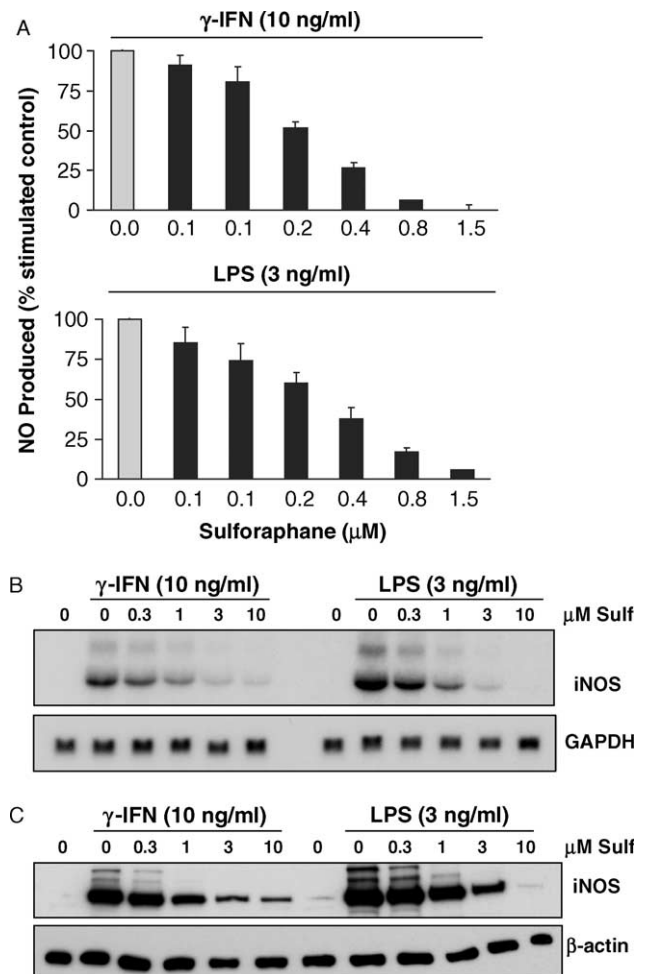 A
γ-IFN (10 ng/ml)
NO Produced (% stimulated control)
100
75
50
25
0
0.0 0.1 0.1 0.2 0.4 0.8 1.5
LPS (3 ng/ml)
100
75
50
25
0
0.0 0.1 0.1 0.2 0.4 0.8 1.5
Sulforaphane (μM)
B
γ-IFN (10 ng/ml) LPS (3 ng/ml)
0 0 0.3 1 3 10 0 0 0.3 1 3 10 μM Sulf
iNOS
GAPDH
C
γ-IFN (10 ng/ml) LPS (3 ng/ml)
0 0 0.3 1 3 10 0 0 0.3 1 3 10 μM Sulf
iNOS
β-actin